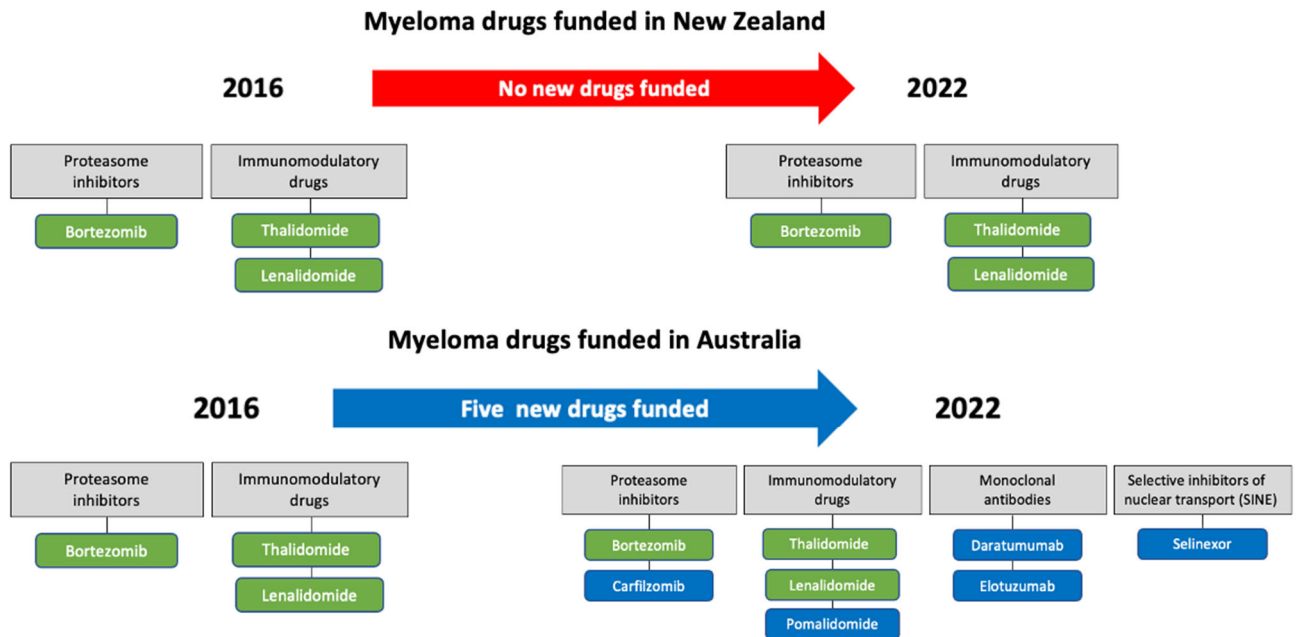 Myeloma drugs funded in New Zealand
2016
No new drugs funded
2022
Proteasome
inhibitors
Immunomodulatory
drugs
Proteasome
inhibitors
Immunomodulatory
drugs
Bortezomib
Thalidomide
Bortezomib
Thalidomide
Lenalidomide
Lenalidomide
Myeloma drugs funded in Australia
2016
Five new drugs funded
2022
Proteasome
inhibitors
Immunomodulatory
drugs
Proteasome
inhibitors
Immunomodulatory
drugs
Monoclonal
antibodies
Selective inhibitors of
nuclear transport (SINE)
Bortezomib
Thalidomide
Bortezomib
Thalidomide
Daratumumab
Selinexor
Lenalidomide
Carfilzomib
Lenalidomide
Elotuzumab
Pomalidomide